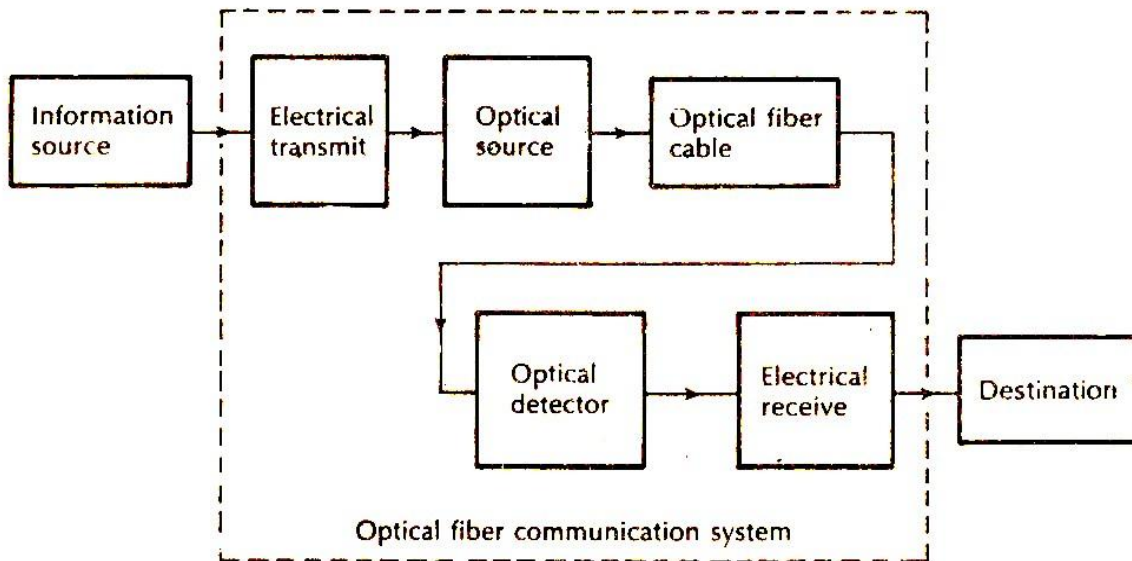 Information
source
Electrical
transmit
Optical
source
Optical fiber
cable
Optical
detector
Electrical
receive
Destination
Optical fiber communication system